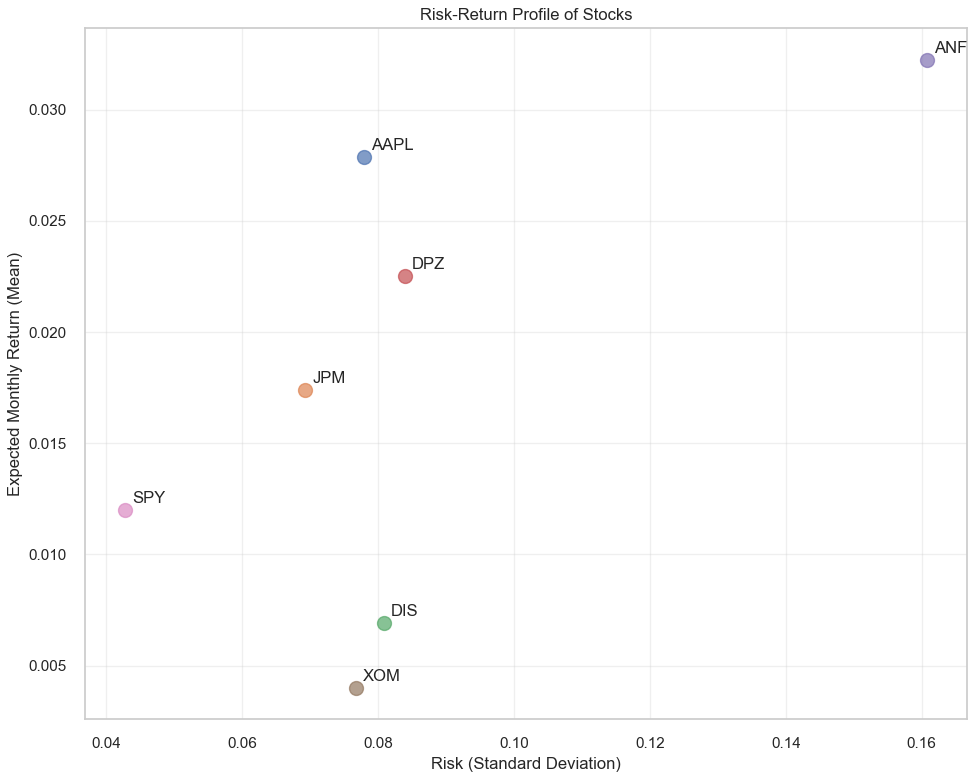 Risk-Return Profile of Stocks
ANF
0.030
AAPL
0.025
DPZ
0.020
JPM
0.015
SPY
0.010
DIS
0.005
XOM
Expected Monthly Return (Mean)
0.04 0.06 0.08 0.10 0.12 0.14 0.16
Risk (Standard Deviation)